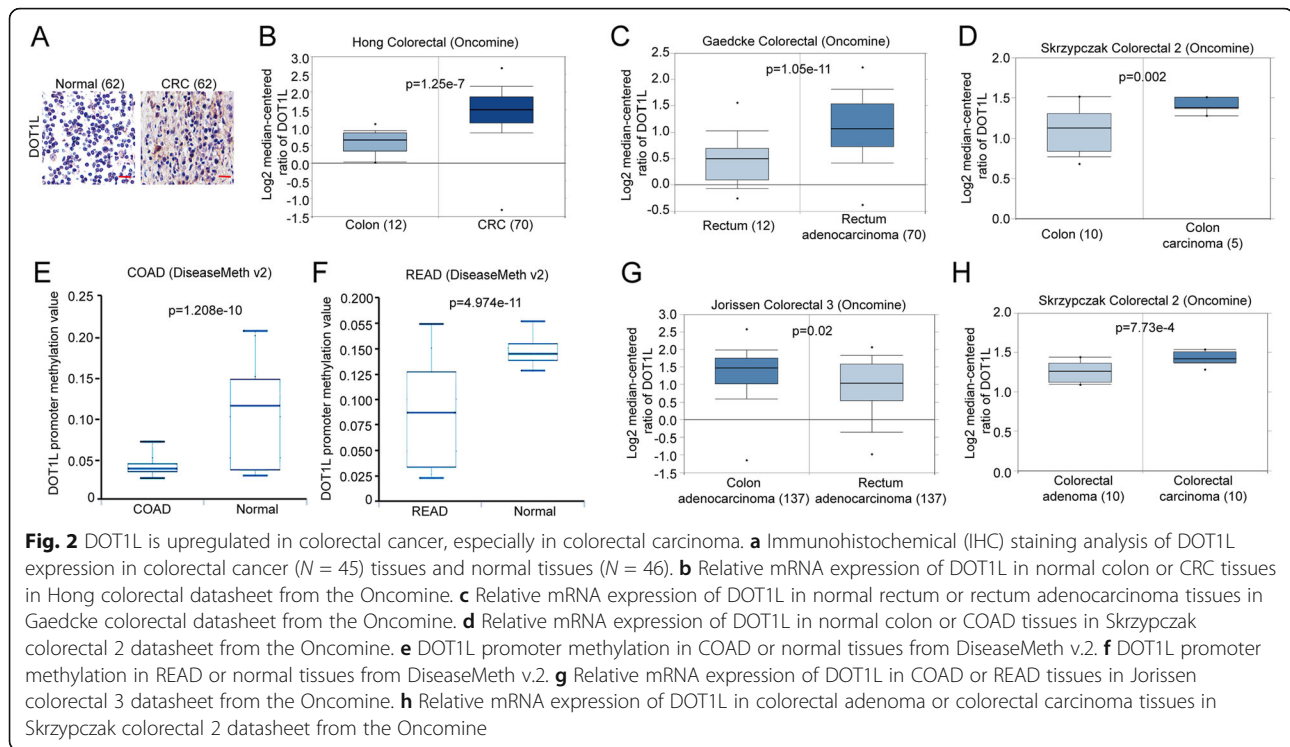 A
Normal (62)
CRC (62)
DOT1L
B
Hong Colorectal (Oncomine)
Log2 median-centered
ratio of DOT1L
3.0
2.5
2.0
1.5
1.0
0.5
0.0
-0.5
-1.0
-1.5
p=1.25e-7
Colon (12)
CRC (70)
C
Gaedcke Colorectal (Oncomine)
Log2 median-centered
ratio of DOT1L
2.5
2.0
1.5
1.0
0.5
0.0
-0.5
p=1.05e-11
Rectum (12)
Rectum
adenocarcinoma (70)
D
Skrzypczak Colorectal 2 (Oncomine)
Log2 median-centered
ratio of DOT1L
2.0
1.5
1.0
0.5
0.0
p=0.002
Colon (10)
Colon
carcinoma (5)
E
COAD (DiseaseMeth v2)
DOT1L promoter methylation value
0.25
0.20
0.15
0.10
0.05
0
p=1.208e-10
COAD
Normal
F
READ (DiseaseMeth v2)
DOT1L promoter methylation value
0.200
0.055
0.150
0.125
0.100
0.075
0.050
0.025
0
p=4.974e-11
READ
Normal
G
Jorissen Colorectal 3 (Oncomine)
Log2 median-centered
ratio of DOT1L
3.0
2.5
2.0
1.5
1.0
0.5
0.0
-0.5
-1.0
-1.5
p=0.02
Colon
adenocarcinoma (137)
Rectum
adenocarcinoma (137)
H
Skrzypczak Colorectal 2 (Oncomine)
Log2 median-centered
ratio of DOT1L
2.0
1.5
1.0
0.5
0.0
p=7.73e-4
Colorectal
adenoma (10)
Colorectal
carcinoma (10)
Fig. 2 DOT1L is upregulated in colorectal cancer, especially in colorectal carcinoma. a Immunohistochemical (IHC) staining analysis of DOT1L
expression in colorectal cancer (N = 45) tissues and normal tissues (N = 46). b Relative mRNA expression of DOT1L in normal colon or CRC tissues
in Hong colorectal datasheet from the Oncomine. c Relative mRNA expression of DOT1L in normal rectum or rectum adenocarcinoma tissues in
Gaedcke colorectal datasheet from the Oncomine. d Relative mRNA expression of DOT1L in normal colon or COAD tissues in Skrzypczak
colorectal 2 datasheet from the Oncomine. e DOT1L promoter methylation in COAD or normal tissues from DiseaseMeth v.2. f DOT1L promoter
methylation in READ or normal tissues from DiseaseMeth v.2. g Relative mRNA expression of DOT1L in COAD or READ tissues in Jorissen
colorectal 3 datasheet from the Oncomine. h Relative mRNA expression of DOT1L in colorectal adenoma or colorectal carcinoma tissues in
Skrzypczak colorectal 2 datasheet from the Oncomine